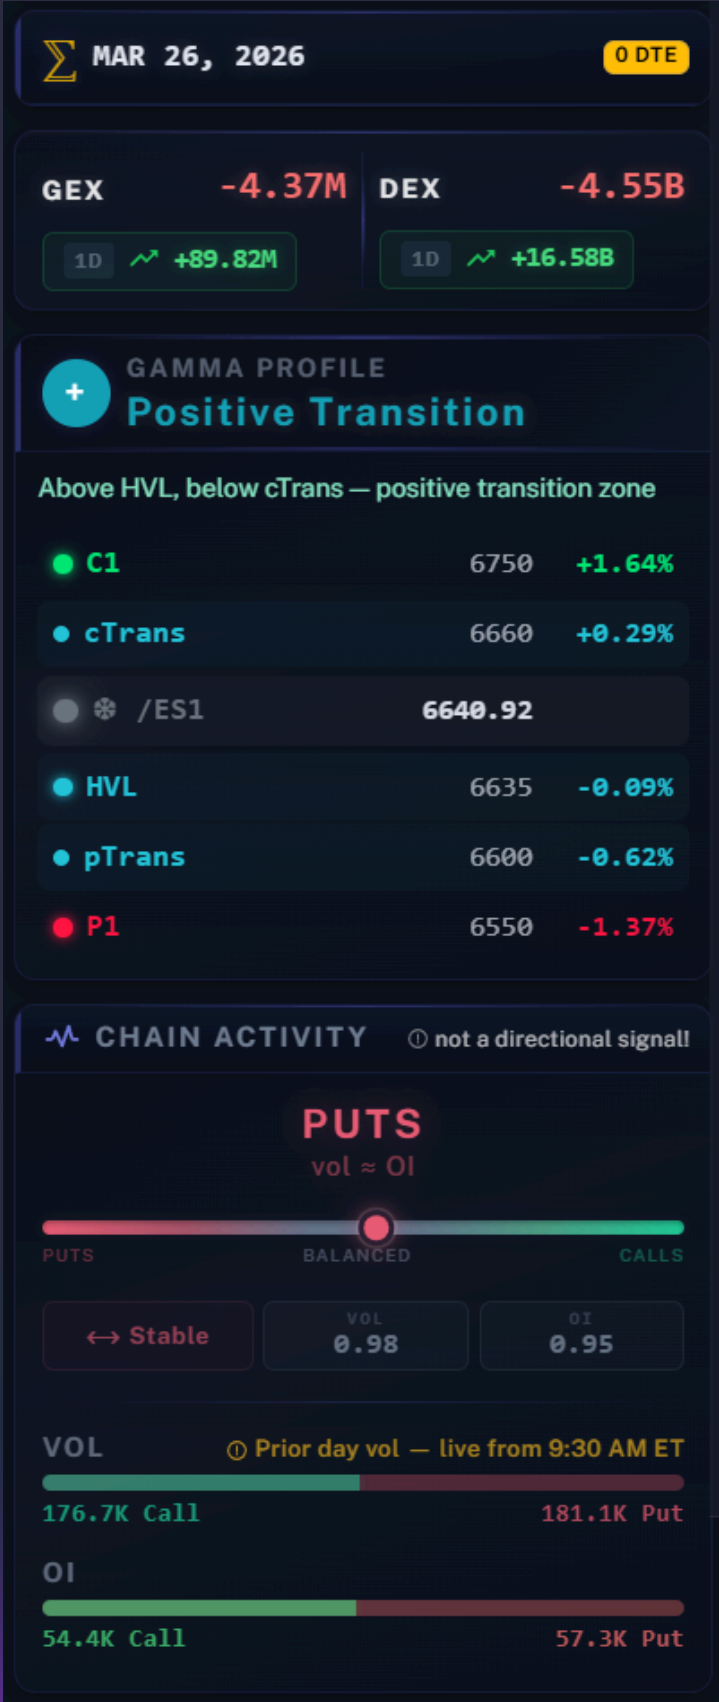 ∑ MAR 26, 2026 0 DTE
GEX -4.37M DEX -4.55B
1D +89.82M 1D +16.58B
+ GAMMA PROFILE
Positive Transition
Above HVL, below cTrans — positive transition zone
C1 6750 +1.64%
cTrans 6660 +0.29%
❄ /ES1 6640.92
HVL 6635 -0.09%
pTrans 6600 -0.62%
P1 6550 -1.37%
CHAIN ACTIVITY not a directional signal!
PUTS
vol ≈ OI
PUTS BALANCED CALLS
↔ Stable
VOL
0.98
OI
0.95
VOL Prior day vol — live from 9:30 AM ET
176.7K Call 181.1K Put
OI
54.4K Call 57.3K Put